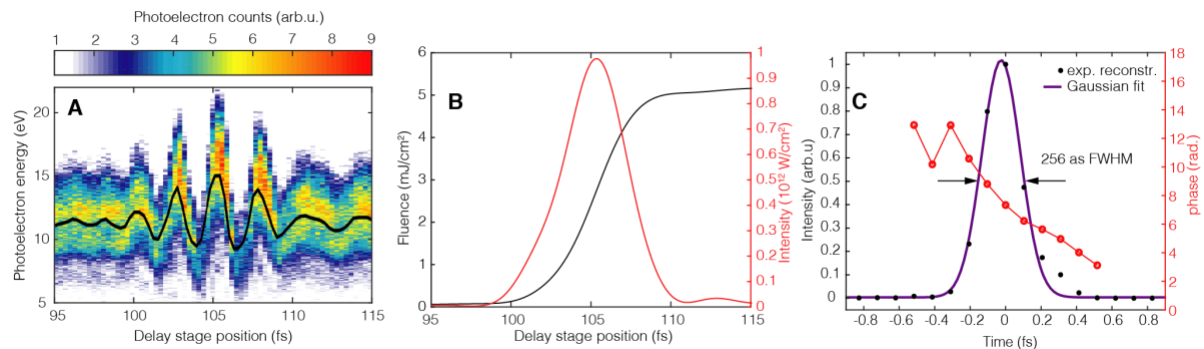 Photoelectron counts (arb.u.)
1 2 3 4 5 6 7 8 9
A
Photoelectron energy (eV)
20
15
10
5
95 100 105 110 115
Delay stage position (fs)
B
Fluence (mJ/cm²)
6
5
4
3
2
1
0
95 100 105 110 115
Delay stage position (fs)
1
0.9
0.8
0.7
0.6
0.5
0.4
0.3
0.2
0.1
0
Intensity (10¹² W/cm²)
C
exp. reconstr.
Gaussian fit
256 as FWHM
Intensity (arb.u)
1
0.9
0.8
0.7
0.6
0.5
0.4
0.3
0.2
0.1
0
-0.8 -0.6 -0.4 -0.2 0 0.2 0.4 0.6 0.8
Time (fs)
18
16
14
12
10
8
6
4
2
0
phase (rad.)